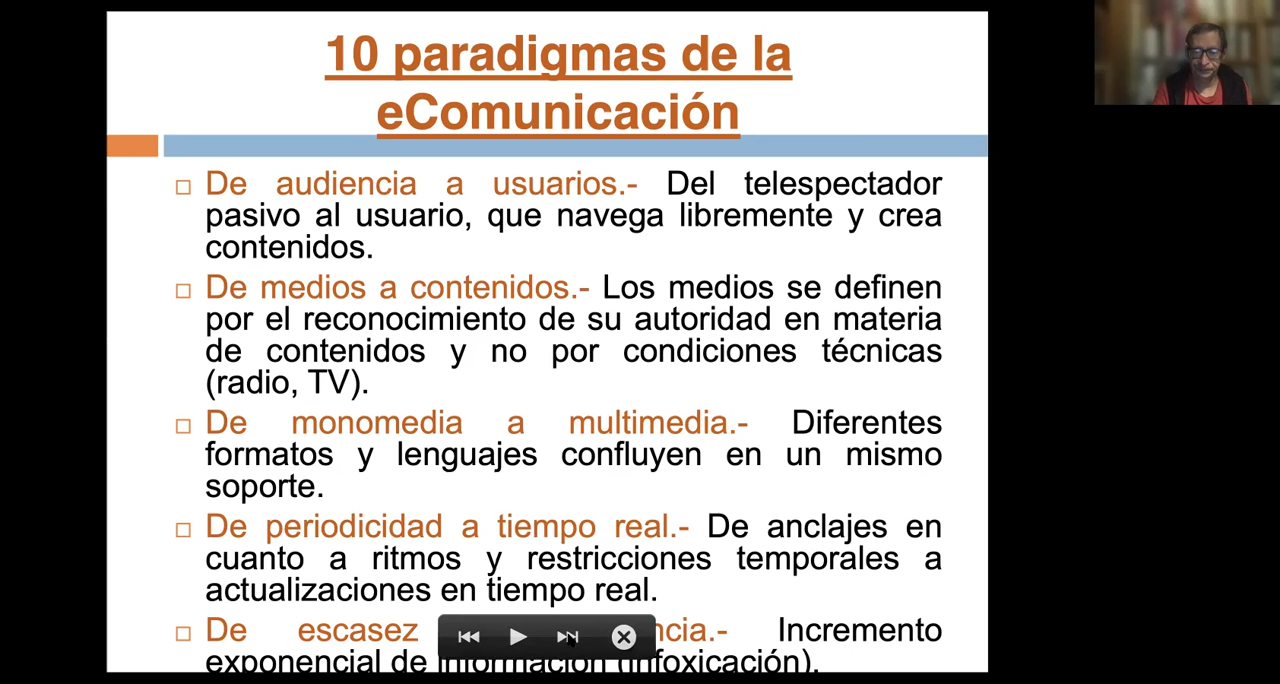 10 paradigmas de la
eComunicación
De audiencia a usuarios.- Del telespectador
pasivo al usuario, que navega libremente y crea
contenidos.
De medios a contenidos.- Los medios se definen
por el reconocimiento de su autoridad en materia
de contenidos y no por condiciones técnicas
(radio, TV).
De monomedia a multimedia.- Diferentes
formatos y lenguajes confluyen en un mismo
soporte.
De periodicidad a tiempo real.- De anclajes en
cuanto a ritmos y restricciones temporales a
actualizaciones en tiempo real.
De escasez ncia.- Incremento
exponencial de información (infoxicación).